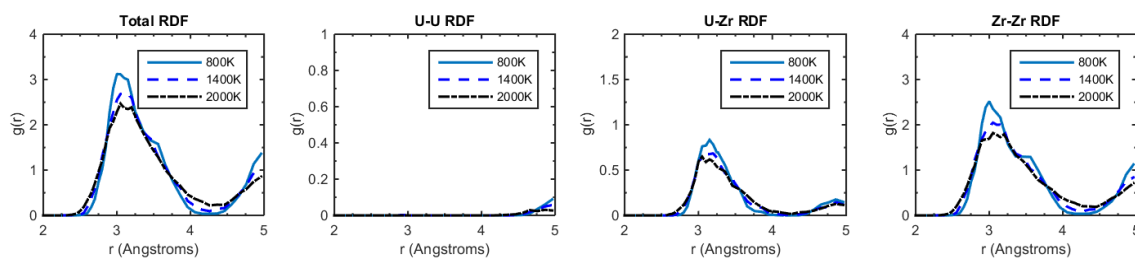 Total RDF
4
3
2
1
0
g(r)
2
3
4
5
r (Angstroms)
800K
1400K
2000K
U-U RDF
1
0.8
0.6
0.4
0.2
0
g(r)
2
3
4
5
r (Angstroms)
800K
1400K
2000K
U-Zr RDF
2
1.5
1
0.5
0
g(r)
2
3
4
5
r (Angstroms)
800K
1400K
2000K
Zr-Zr RDF
4
3
2
1
0
g(r)
2
3
4
5
r (Angstroms)
800K
1400K
2000K